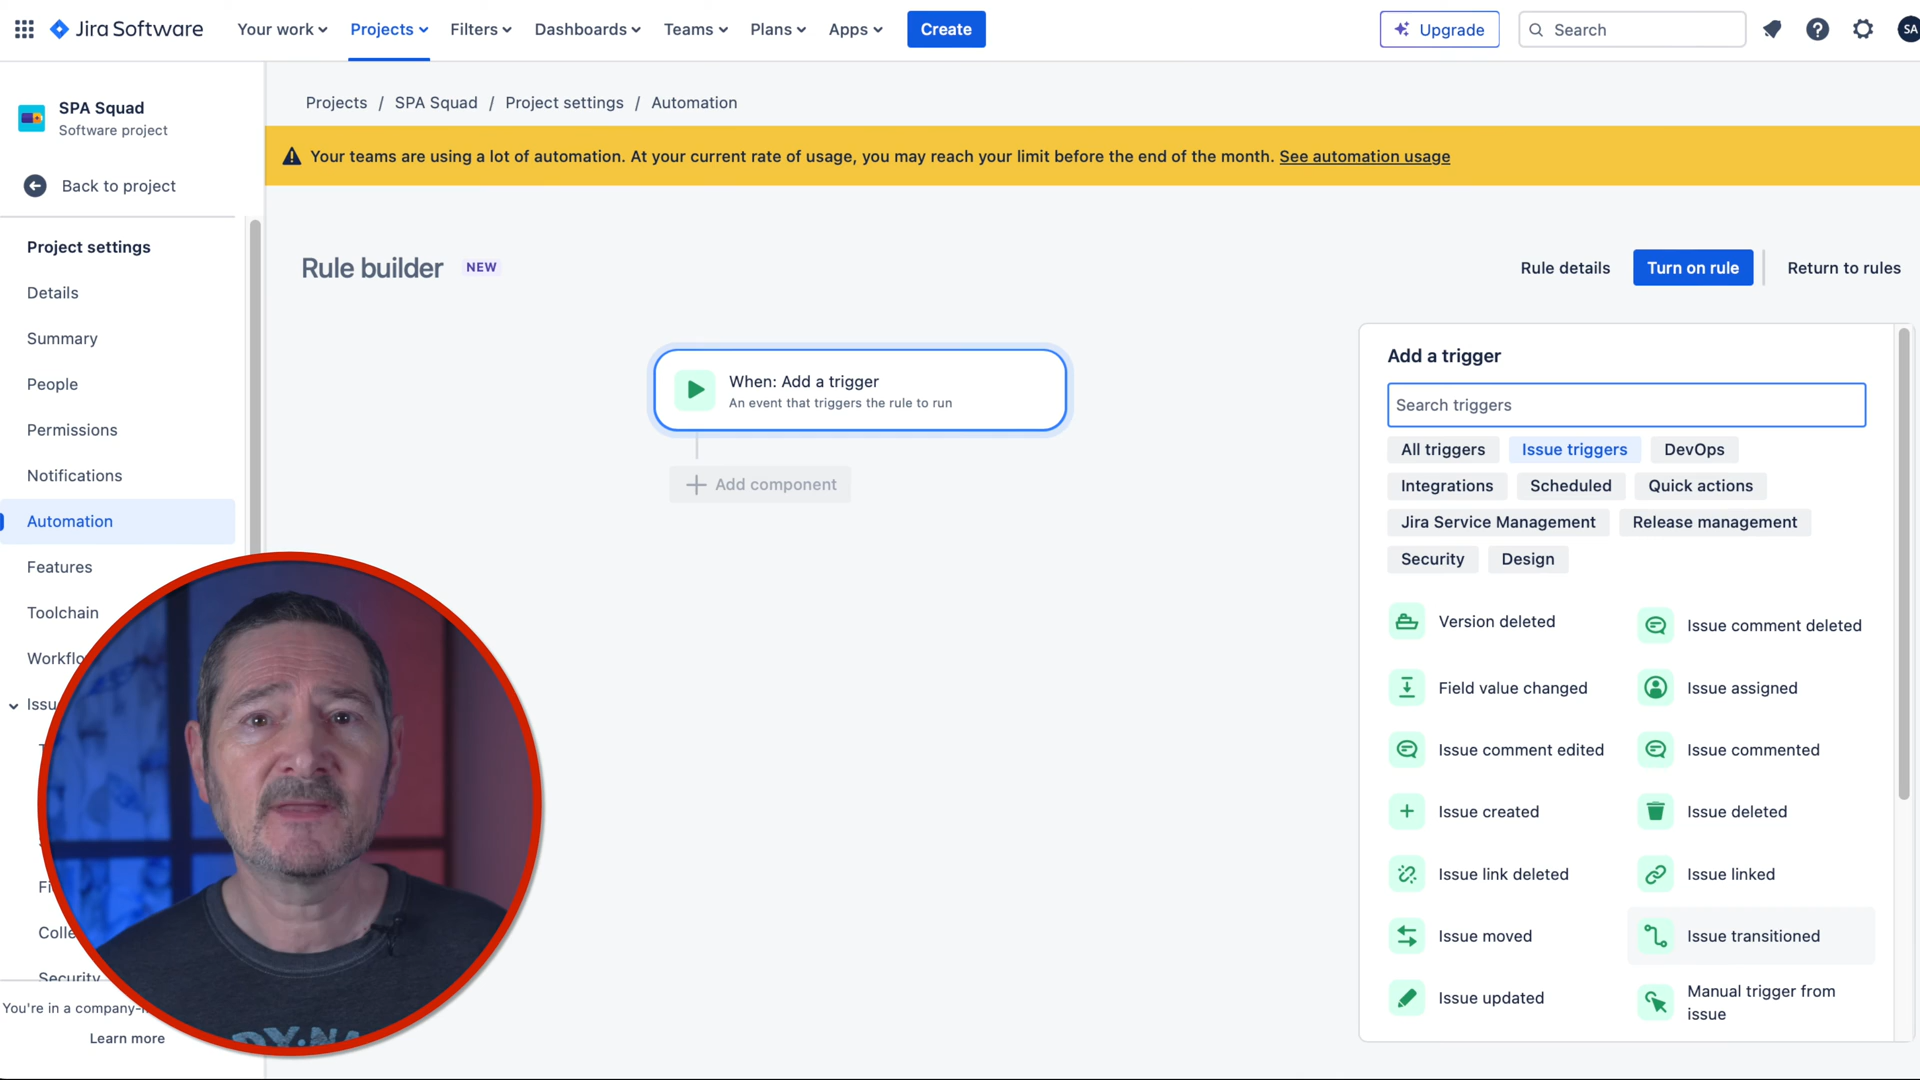 Jira Software
Your work
Projects
Filters
Dashboards
Teams
Plans
Apps
Create
Upgrade
Search
SA
SPA Squad
Software project
Back to project
Project settings
Details
Summary
People
Permissions
Notifications
Automation
Features
Toolchain
Workflo
Issu
Fi
Colle
Security
You're in a company-
Learn more
Projects / SPA Squad / Project settings / Automation
Your teams are using a lot of automation. At your current rate of usage, you may reach your limit before the end of the month. See automation usage
Rule builder NEW
Rule details
Turn on rule
Return to rules
When: Add a trigger
An event that triggers the rule to run
Add component
Add a trigger
Search triggers
All triggers
Issue triggers
DevOps
Integrations
Scheduled
Quick actions
Jira Service Management
Release management
Security
Design
Version deleted
Issue comment deleted
Field value changed
Issue assigned
Issue comment edited
Issue commented
Issue created
Issue deleted
Issue link deleted
Issue linked
Issue moved
Issue transitioned
Issue updated
Manual trigger from
issue